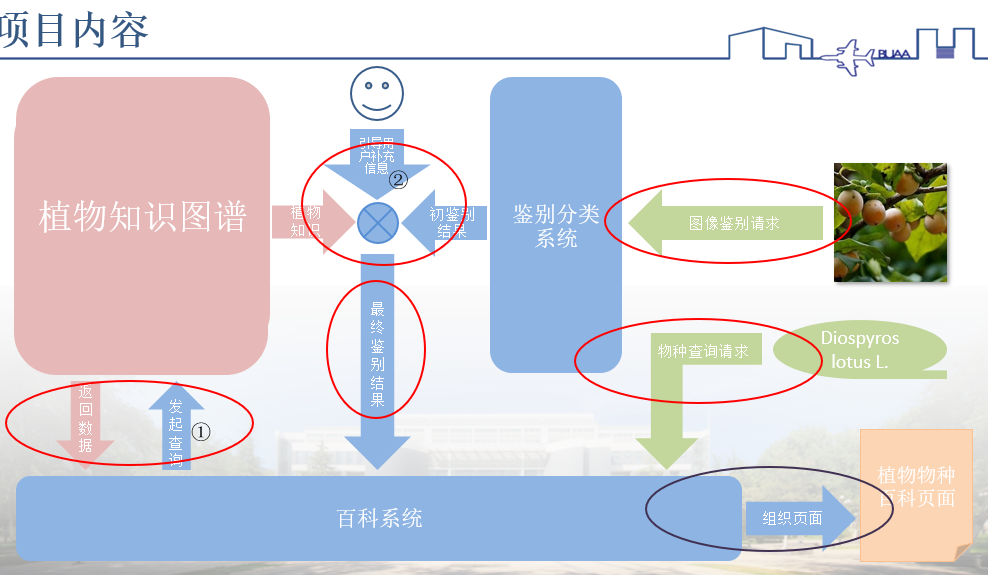 项目内容
BUAA
引导用
户补充
信息
②
植物知识图谱
植物
知识
初鉴别
结果
鉴别分类
系统
图像鉴别请求
最
终
鉴
别
结
果
物种查询请求
Diospyros
lotus L.
返
回
数
据
发
起
查
询
①
植物物种
百科页面
百科系统
组织页面